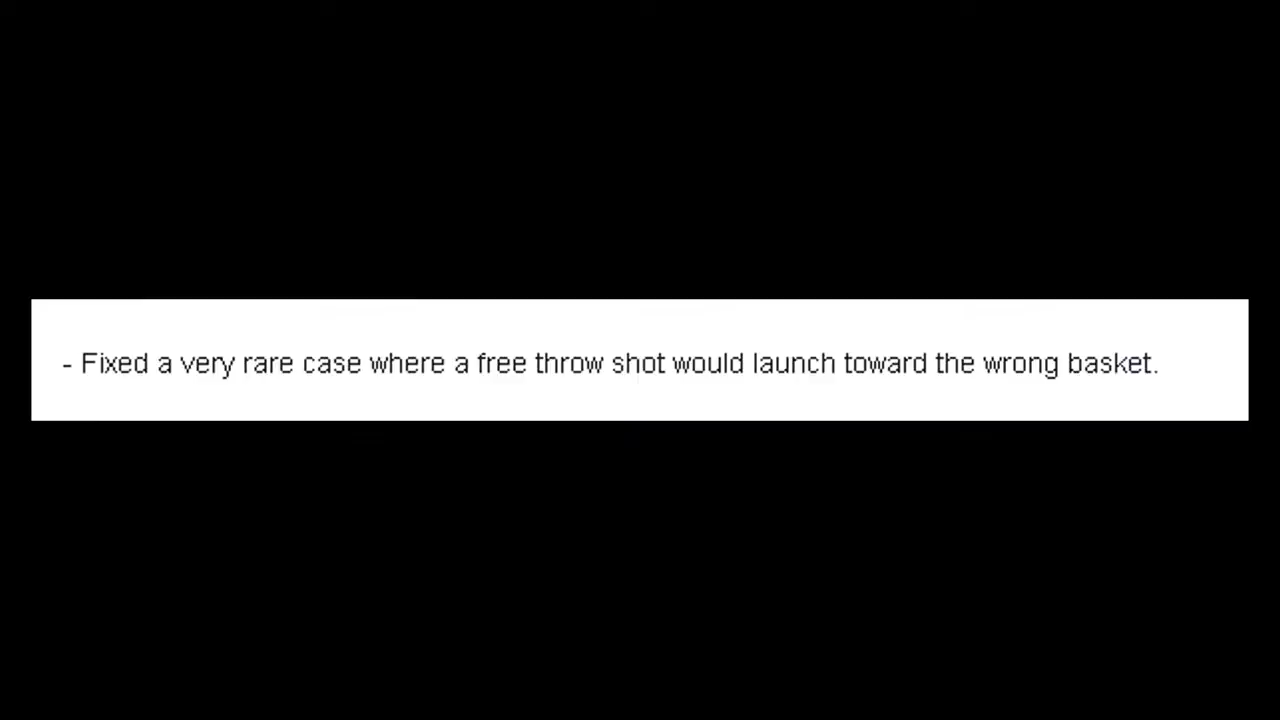 - Fixed a very rare case where a free throw shot would launch toward the wrong basket.